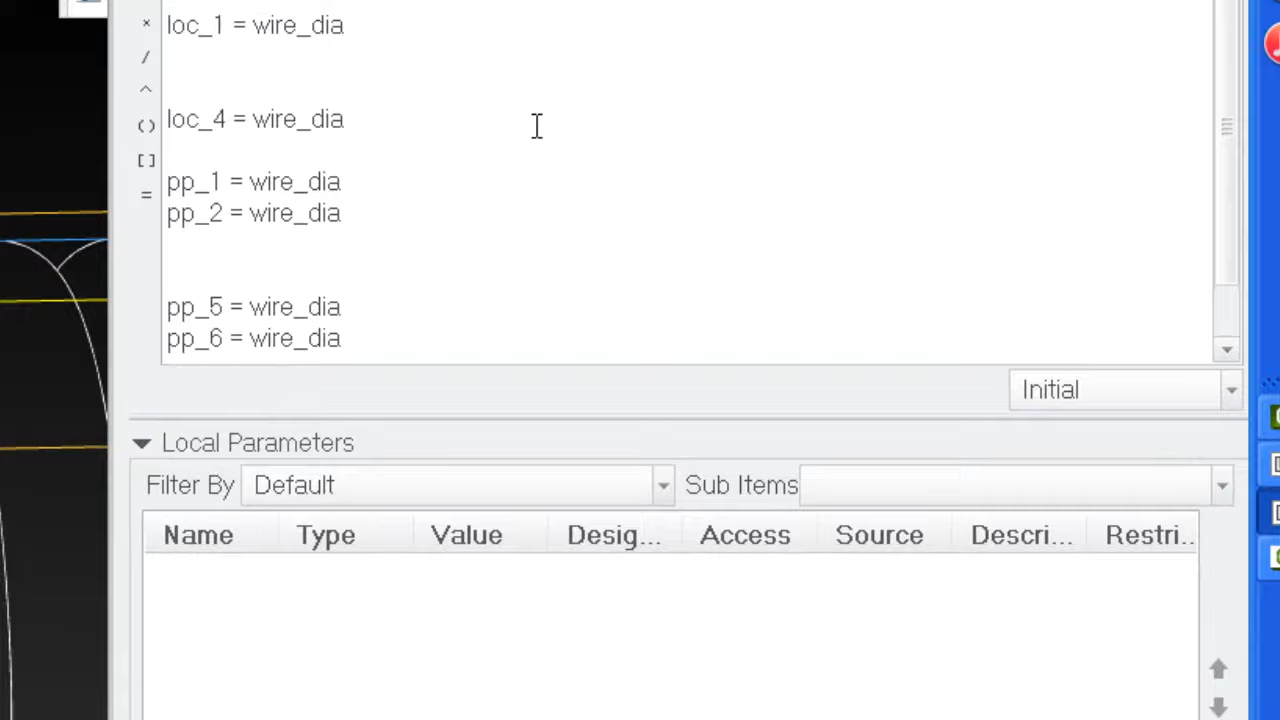 *
loc_1 = wire_dia
/
^
loc_4 = wire_dia
()
[]
pp_1 = wire_dia
=
pp_2 = wire_dia
pp_5 = wire_dia
pp_6 = wire_dia
Initial
Local Parameters
Filter By Default Sub Items
Name Type Value Desig... Access Source Descri... Restri..